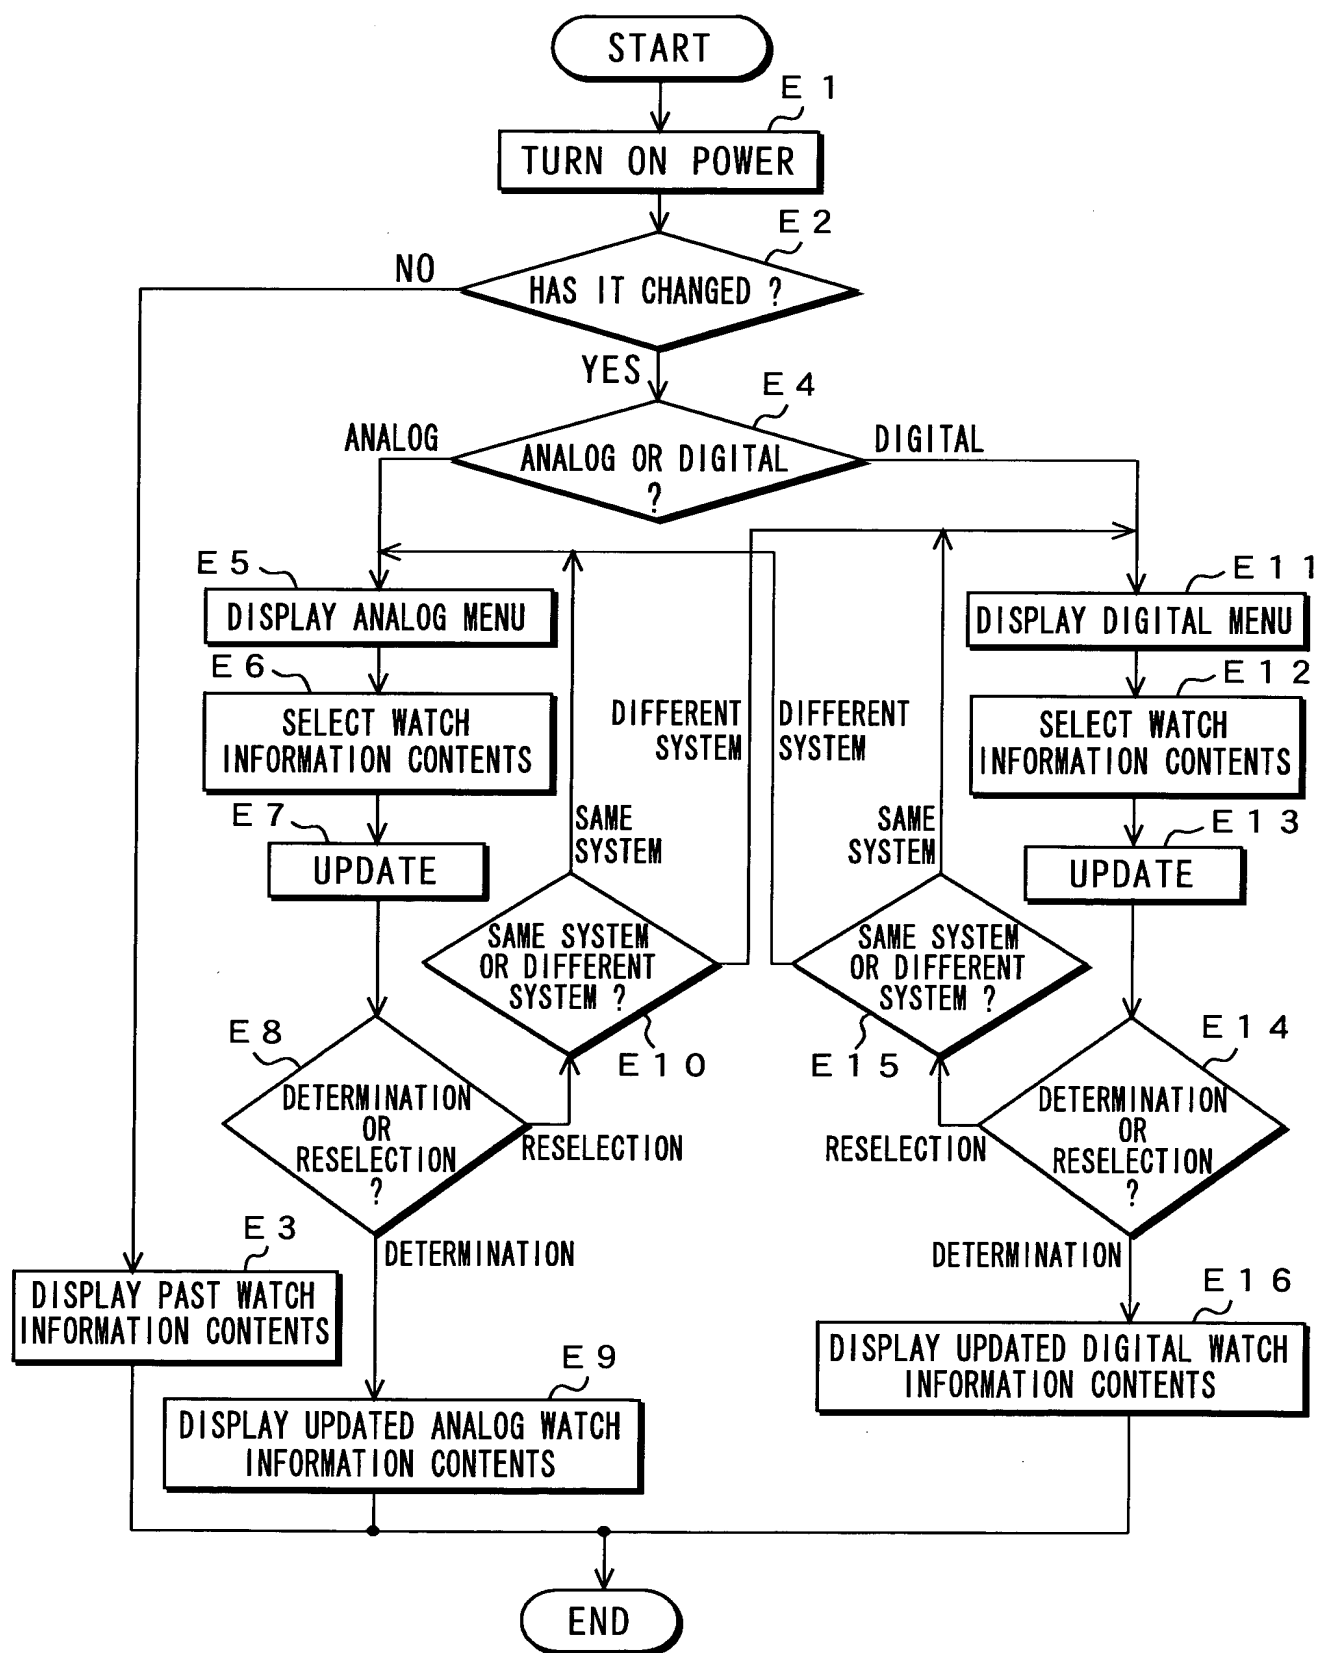 START
E 1
TURN ON POWER
E 2
NO
HAS IT CHANGED ?
YES
E 4
ANALOG
DIGITAL
ANALOG OR DIGITAL
?
E 5
DISPLAY ANALOG MENU
E 11
DISPLAY DIGITAL MENU
E 6
SELECT WATCH
INFORMATION CONTENTS
E 12
SELECT WATCH
INFORMATION CONTENTS
DIFFERENT
SYSTEM
DIFFERENT
SYSTEM
E 7
UPDATE
SAME
SYSTEM
SAME
SYSTEM
E 13
UPDATE
SAME SYSTEM
OR DIFFERENT
SYSTEM ?
E 10
SAME SYSTEM
OR DIFFERENT
SYSTEM ?
E 15
E 8
DETERMINATION
OR
RESELECTION
?
RESELECTION
E 14
DETERMINATION
OR
RESELECTION
?
RESELECTION
DETERMINATION
DETERMINATION
E 3
DISPLAY PAST WATCH
INFORMATION CONTENTS
E 16
DISPLAY UPDATED DIGITAL WATCH
INFORMATION CONTENTS
E 9
DISPLAY UPDATED ANALOG WATCH
INFORMATION CONTENTS
END